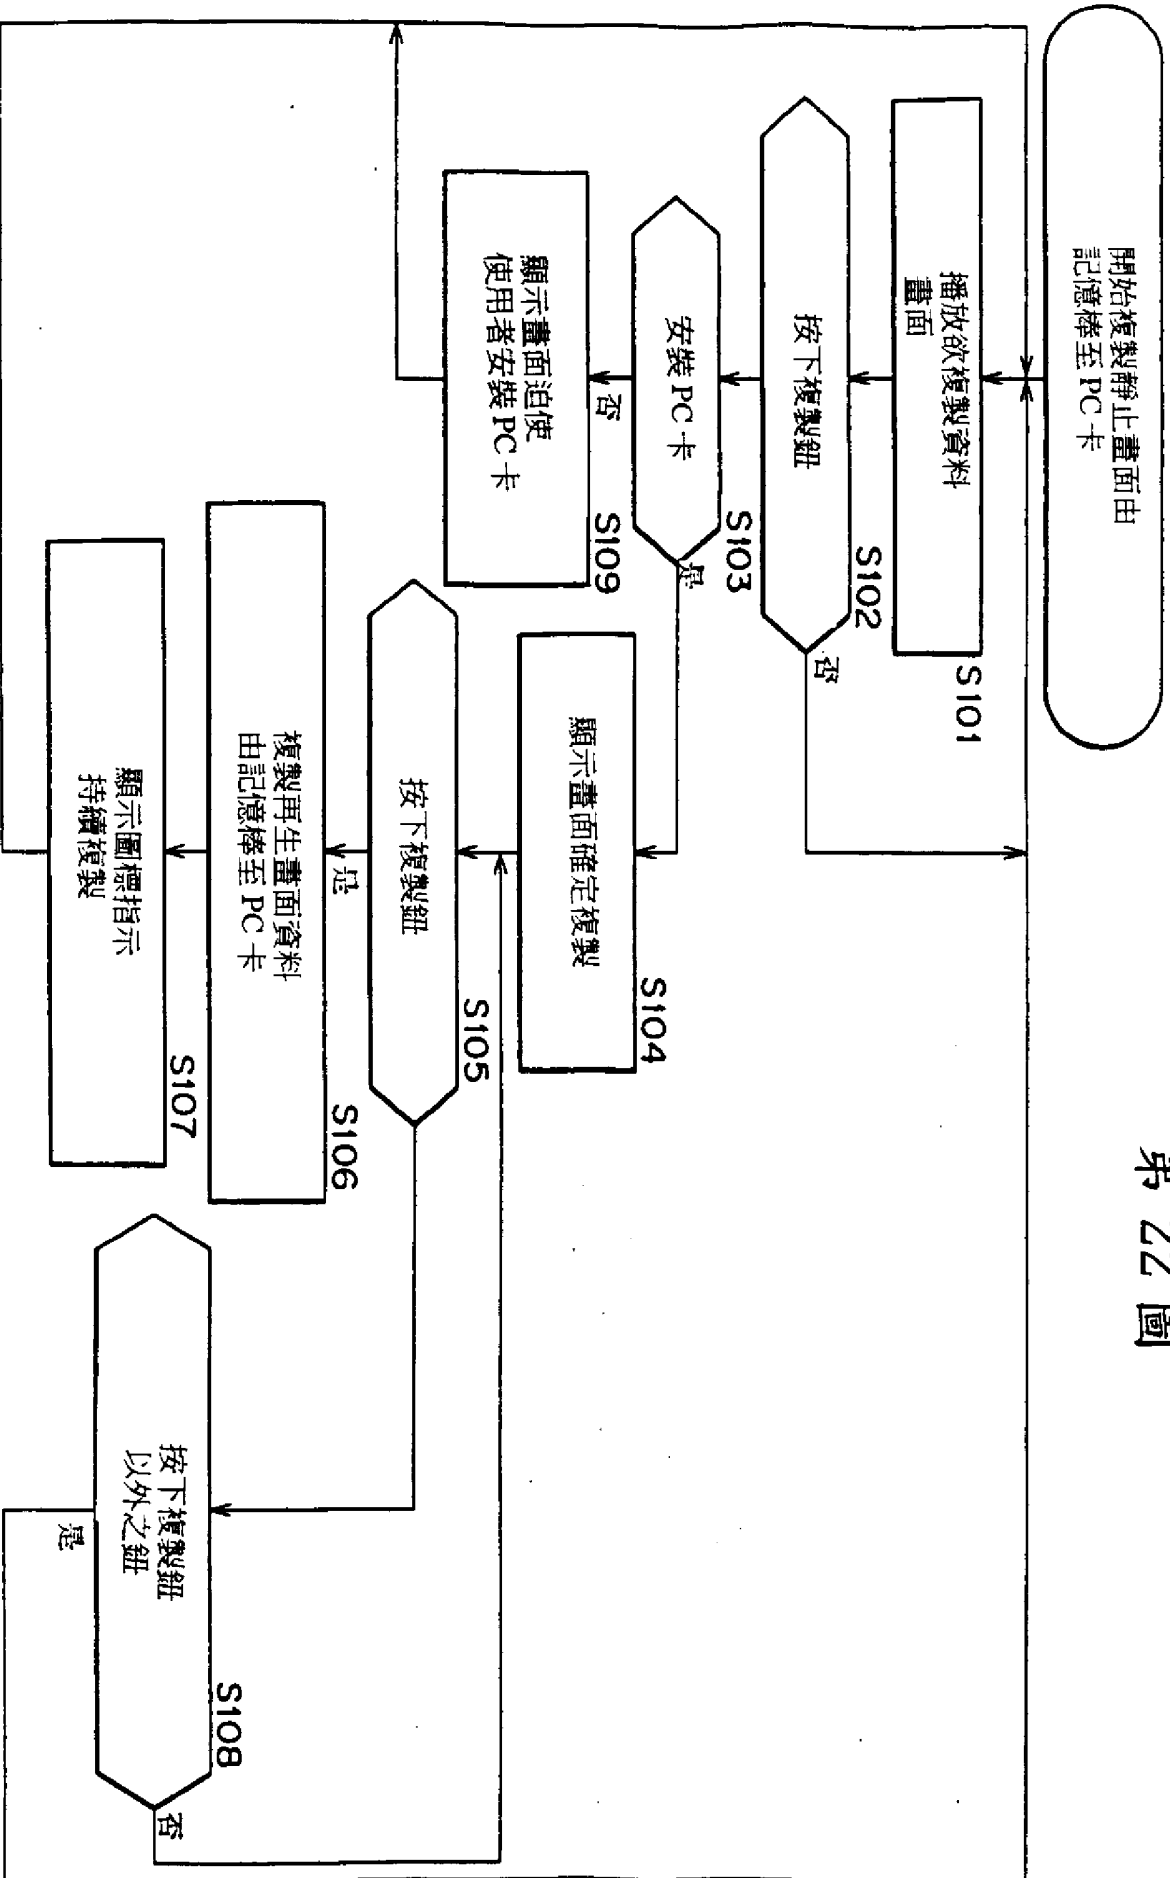 第 22 圖
開始複製靜止畫面由
記憶棒至 PC 卡
播放欲複製資料
畫面
S101
按下複製鈕
S102
否
安裝 PC 卡
S103
是
否
顯示畫面迫使
使用者安裝 PC 卡
S109
顯示畫面確定複製
S104
按下複製鈕
S105
是
複製再生畫面資料
由記憶棒至 PC 卡
S106
顯示圖標指示
持續複製
S107
按下複製鈕
以外之鈕
S108
否
是